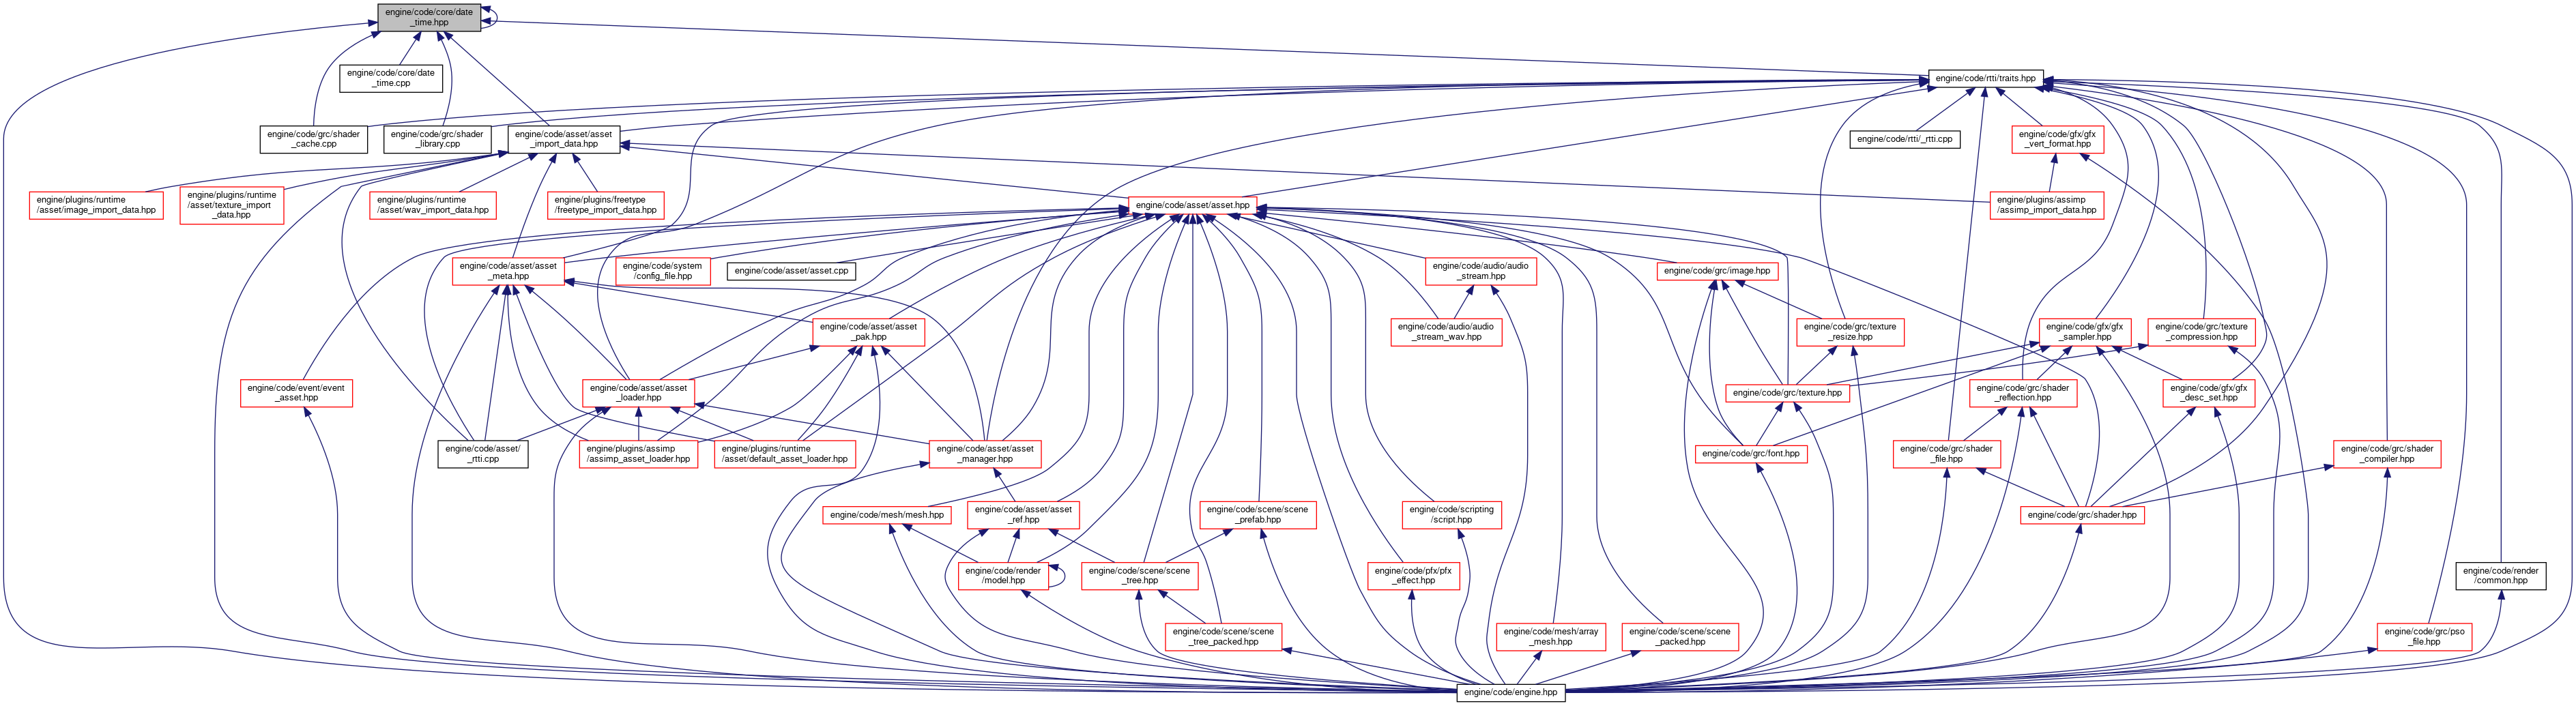 engine/code/core/date
_time.hpp
engine/code/core/date
_time.cpp
engine/code/rtti/traits.hpp
engine/code/grc/shader
_cache.cpp
engine/code/grc/shader
_library.cpp
engine/code/asset/asset
_import_data.hpp
engine/code/rtti/_rtti.cpp
engine/code/gfx/gfx
_vert_format.hpp
engine/plugins/runtime
/asset/image_import_data.hpp
engine/plugins/runtime
/asset/texture_import
_data.hpp
engine/plugins/runtime
/asset/wav_import_data.hpp
engine/plugins/freetype
/freetype_import_data.hpp
engine/code/asset/asset.hpp
engine/plugins/assimp
/assimp_import_data.hpp
engine/code/asset/asset
_meta.hpp
engine/code/system
/config_file.hpp
engine/code/asset/asset.cpp
engine/code/audio/audio
_stream.hpp
engine/code/grc/image.hpp
engine/code/asset/asset
_pak.hpp
engine/code/audio/audio
_stream_wav.hpp
engine/code/grc/texture
_resize.hpp
engine/code/gfx/gfx
_sampler.hpp
engine/code/grc/texture
_compression.hpp
engine/code/event/event
_asset.hpp
engine/code/asset/asset
_loader.hpp
engine/code/grc/texture.hpp
engine/code/grc/shader
_reflection.hpp
engine/code/gfx/gfx
_desc_set.hpp
engine/code/asset/
_rtti.cpp
engine/plugins/assimp
/assimp_asset_loader.hpp
engine/plugins/runtime
/asset/default_asset_loader.hpp
engine/code/asset/asset
_manager.hpp
engine/code/grc/font.hpp
engine/code/grc/shader
_file.hpp
engine/code/grc/shader
_compiler.hpp
engine/code/mesh/mesh.hpp
engine/code/asset/asset
_ref.hpp
engine/code/scene/scene
_prefab.hpp
engine/code/scripting
/script.hpp
engine/code/grc/shader.hpp
engine/code/render
/model.hpp
engine/code/scene/scene
_tree.hpp
engine/code/pfx/pfx
_effect.hpp
engine/code/render
/common.hpp
engine/code/scene/scene
_tree_packed.hpp
engine/code/mesh/array
_mesh.hpp
engine/code/scene/scene
_packed.hpp
engine/code/grc/pso
_file.hpp
engine/code/engine.hpp